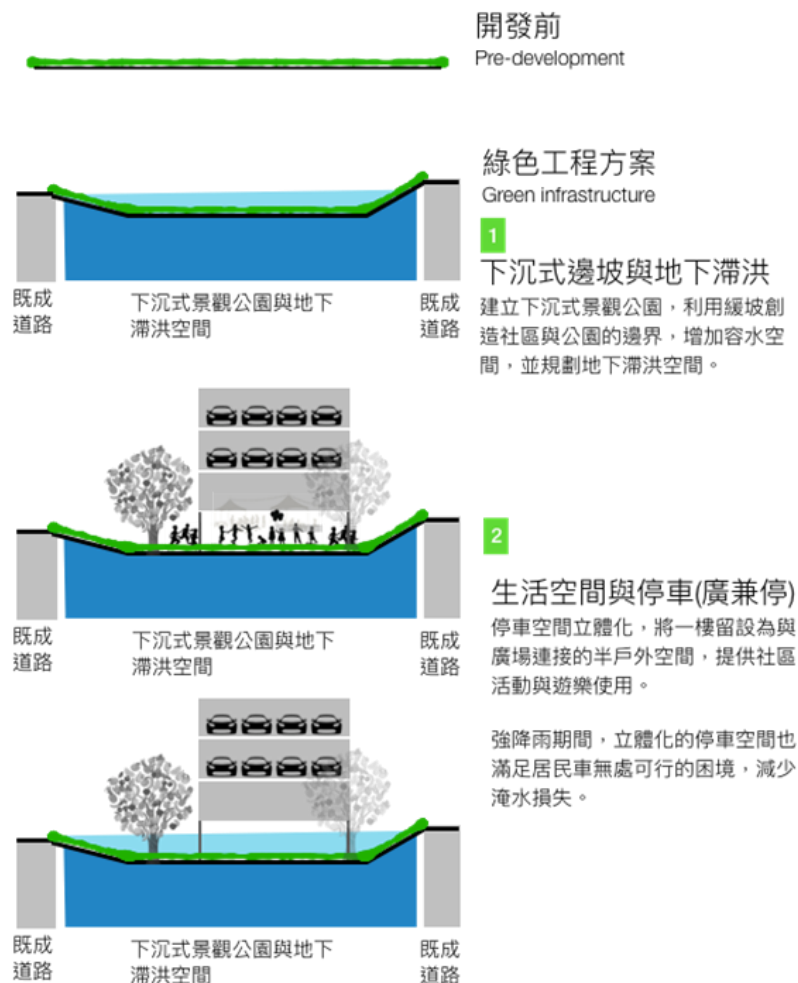 開發前
Pre-development
綠色工程方案
Green infrastructure
1
下沉式邊坡與地下滯洪
建立下沉式景觀公園，利用緩坡創
造社區與公園的邊界，增加容水空
間，並規劃地下滯洪空間。
既成
道路
下沉式景觀公園與地下
滯洪空間
既成
道路
2
生活空間與停車(廣兼停)
停車空間立體化，將一樓留設為與
廣場連接的半戶外空間，提供社區
活動與遊樂使用。
強降雨期間，立體化的停車空間也
滿足居民車無處可行的困境，減少
淹水損失。
既成
道路
下沉式景觀公園與地下
滯洪空間
既成
道路
既成
道路
下沉式景觀公園與地下
滯洪空間
既成
道路